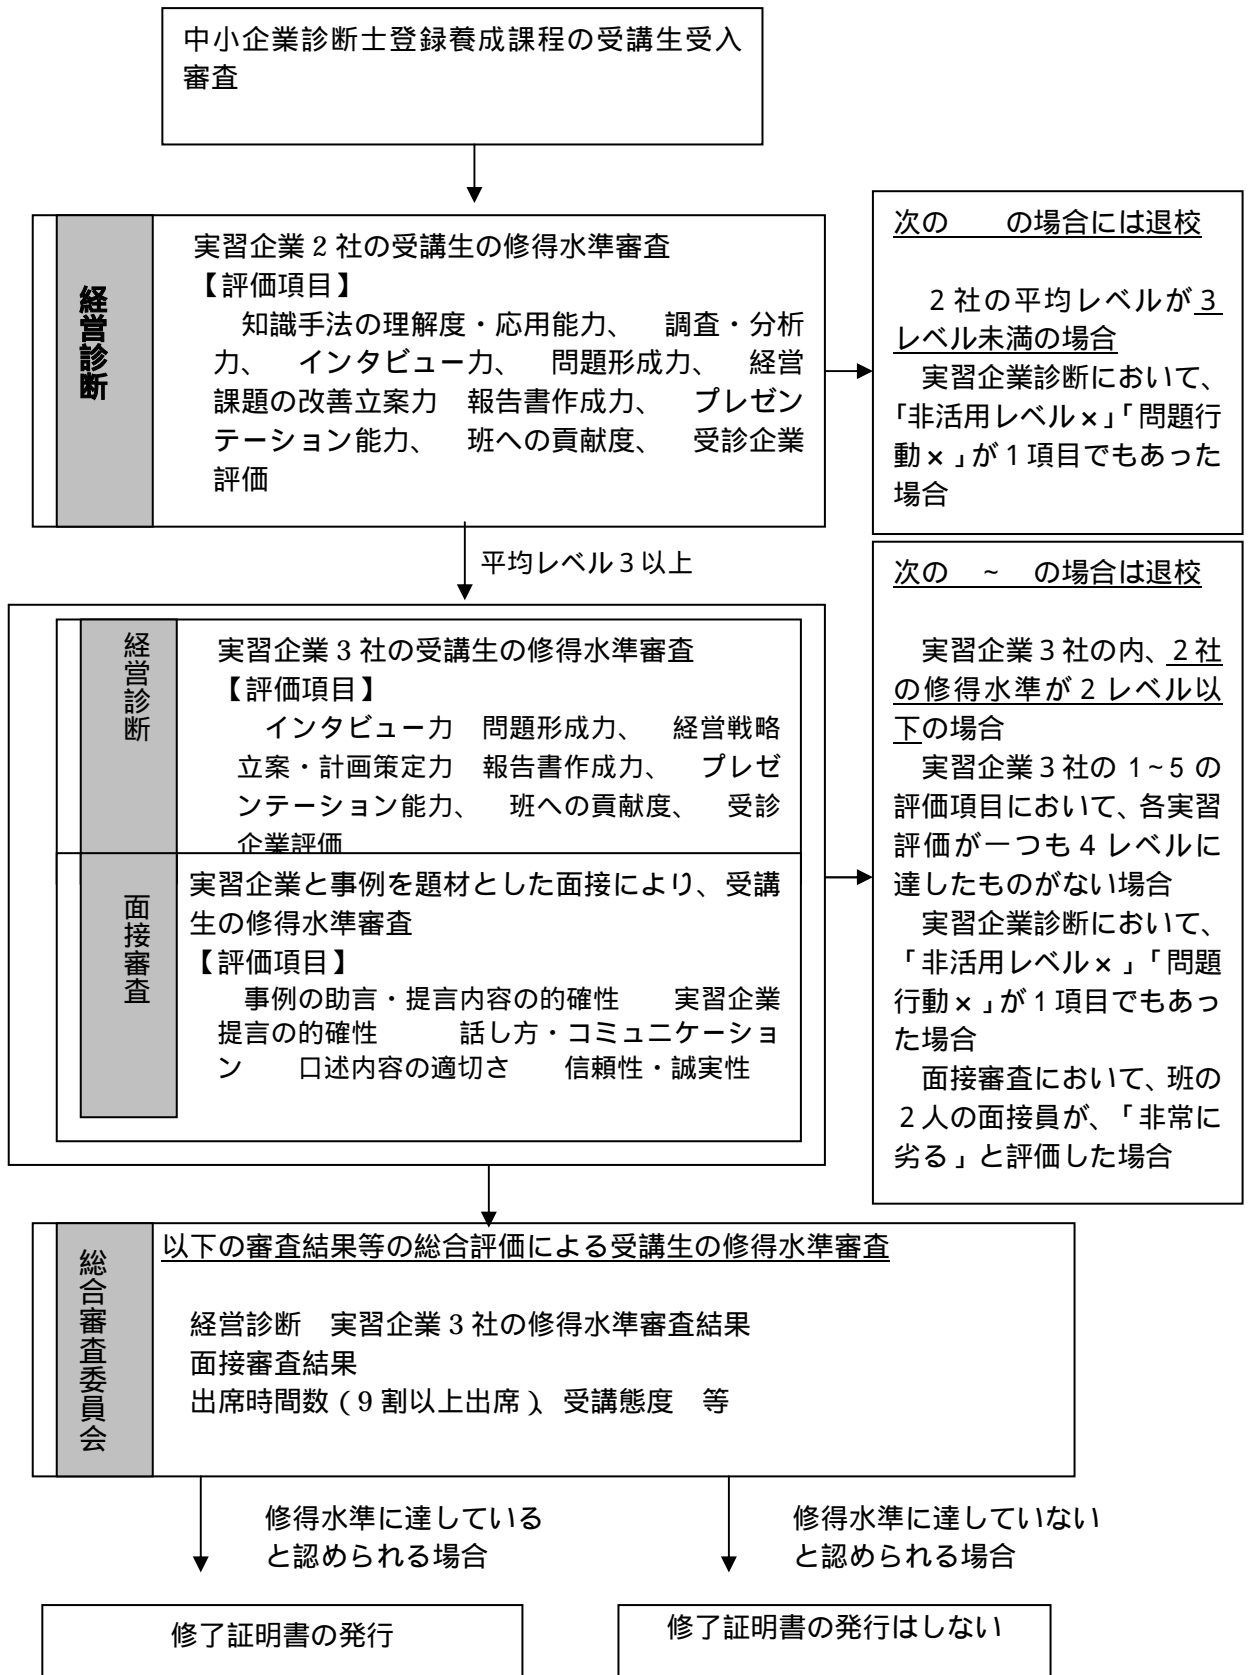 中小企業診断士登録養成課程の受講生受入
審査
経営診断
実習企業２社の受講生の修得水準審査
【評価項目】
知識手法の理解度・応用能力、　調査・分析
力、　インタビュー力、　問題形成力、　経営
課題の改善立案力　報告書作成力、　プレゼン
テーション能力、　班への貢献度、　受診企業
評価
次の　　の場合には退校
２社の平均レベルが３
レベル未満の場合
実習企業診断において、
「非活用レベル×」「問題行
動×」が１項目でもあった
場合
平均レベル３以上
経営診断
実習企業３社の受講生の修得水準審査
【評価項目】
インタビュー力　問題形成力、　経営戦略
立案・計画策定力　報告書作成力、　プレゼ
ンテーション能力、　班への貢献度、　受診
企業評価
面接審査
実習企業と事例を題材とした面接により、受講
生の修得水準審査
【評価項目】
事例の助言・提言内容の的確性　　実習企業
提言の的確性　　　話し方・コミュニケーショ
ン　　口述内容の適切さ　　信頼性・誠実性
次の　~　の場合は退校
実習企業３社の内、２社
の修得水準が２レベル以
下の場合
実習企業３社の 1~5 の
評価項目において、各実習
評価が一つも４レベルに
達したものがない場合
実習企業診断において、
「非活用レベル×」「問題
行動×」が１項目でもあっ
た場合
面接審査において、班の
２人の面接員が、「非常に
劣る」と評価した場合
総合審査委員会
以下の審査結果等の総合評価による受講生の修得水準審査
経営診断　実習企業３社の修得水準審査結果
面接審査結果
出席時間数（９割以上出席）、受講態度　等
修得水準に達している
と認められる場合
修得水準に達していない
と認められる場合
修了証明書の発行
修了証明書の発行はしない